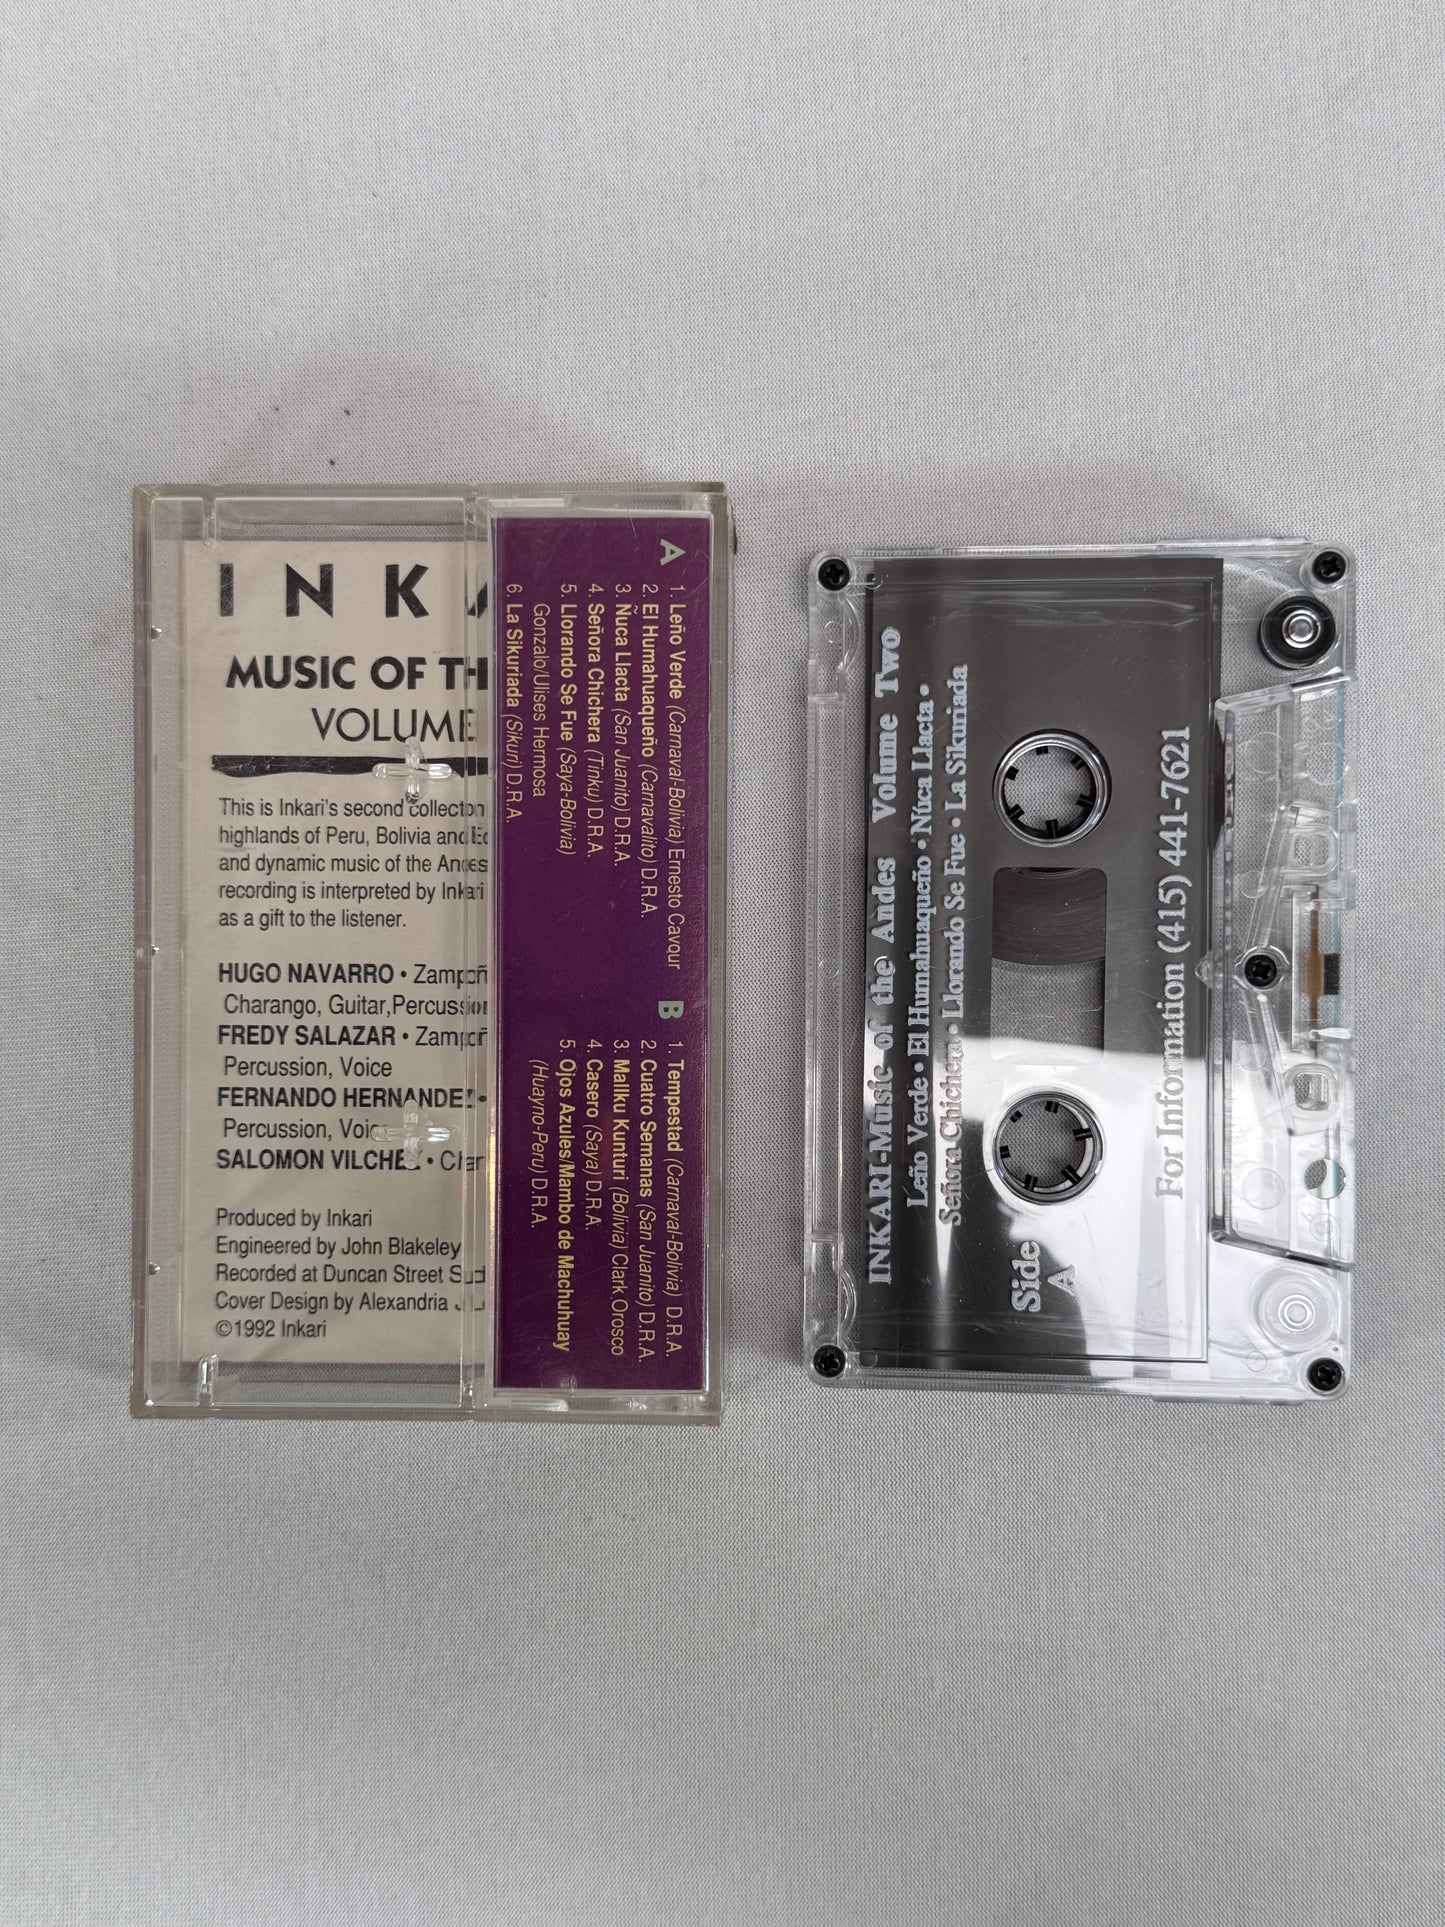 INK
MUSIC OF TH
VOLUME
This is Inkari's second collecton
highlands of Peru, Bolivia and Ec
and dynamic music of the Andes
recording is interpreted by Inkari
as a gift to the listener.
HUGO NAVARRO • Zampoñ
Charango, Guitar, Percussion
FREDY SALAZAR • Zampoñ
Percussion, Voice
FERNANDO HERNANDEZ •
Percussion, Voice
SALOMON VILCHEZ • Char
Produced by Inkari
Engineered by John Blakeley
Recorded at Duncan Street
Cover Design by Alexandria
©1992 Inkari
A
1. Leño Verde (Carnaval-Bolivia) Ernesto Cavour
2. El Humahuaqueño (Carnavalito) D.R.A.
3. Ñuca Llacta (San Juanito) D.R.A.
4. Señora Chichera (Tinku) D.R.A.
5. Llorando Se Fue (Saya-Bolivia)
Gonzalo/Ulises Hermosa
6. La Sikuriada (Sikuri) D.R.A.
B
1. Tempestad (Carnaval-Bolivia) D.R.A.
2. Cuatro Semanas (San Juanito) D.R.A.
3. Mallku Kunturi (Bolivia) Clark Orosco
4. Casero (Saya) D.R.A.
5. Ojos Azules/Mambo de Machuhuay
(Huayno-Peru) D.R.A.
INKARI-Music of the Andes Volume Two
Leño Verde • El Humahuaqueño • Nuca Llacta •
Señora Chichera • Llorando Se Fue • La Sikuriada
Side
A
For Information (415) 441-7621